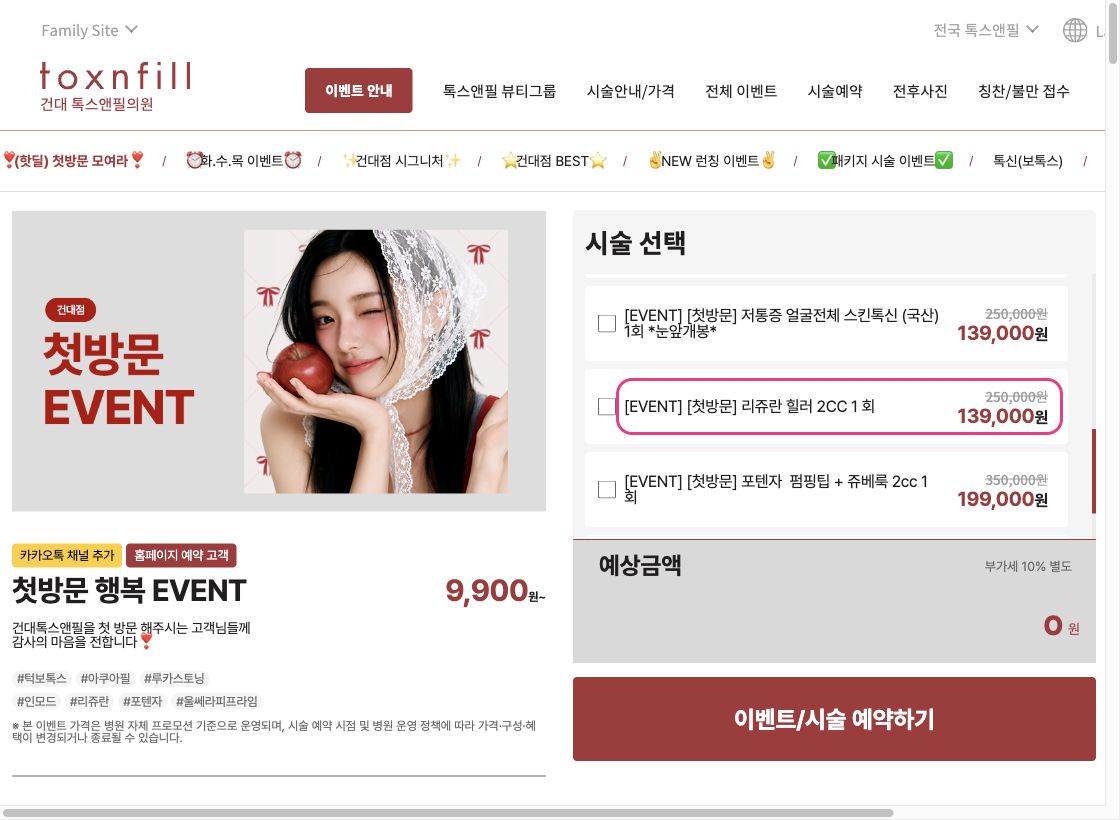 Family Site
전국 톡스앤필
toxnfill
건대 톡스앤필의원
이벤트 안내
톡스앤필 뷰티그룹
시술안내/가격
전체 이벤트
시술예약
전후사진
칭찬/불만 접수
❣️(핫딜) 첫방문 모여라❣️ / ⏰화.수.목 이벤트⏰ / ✨건대점 시그니처✨ / ⭐건대점 BEST⭐ / ✌️NEW 런칭 이벤트✌️ / ✅패키지 시술 이벤트✅ / 톡신(보톡스) /
건대점
첫방문
EVENT
카카오톡 채널 추가
홈페이지 예약 고객
첫방문 행복 EVENT
9,900원~
건대톡스앤필을 첫 방문 해주시는 고객님들께
감사의 마음을 전합니다❣️
#턱보톡스 #아쿠아필 #루카스토닝
#인모드 #리쥬란 #포텐자 #울쎄라피프라임
※ 본 이벤트 가격은 병원 자체 프로모션 기준으로 운영되며, 시술 예약 시점 및 병원 운영 정책에 따라 가격·구성·혜
택이 변경되거나 종료될 수 있습니다.
시술 선택
[EVENT] [첫방문] 저통증 얼굴전체 스킨톡신 (국산)
1회 *눈앞개봉*
250,000원
139,000원
[EVENT] [첫방문] 리쥬란 힐러 2CC 1 회
250,000원
139,000원
[EVENT] [첫방문] 포텐자 펌핑팁 + 쥬베룩 2cc 1
회
350,000원
199,000원
예상금액
부가세 10% 별도
0 원
이벤트/시술 예약하기